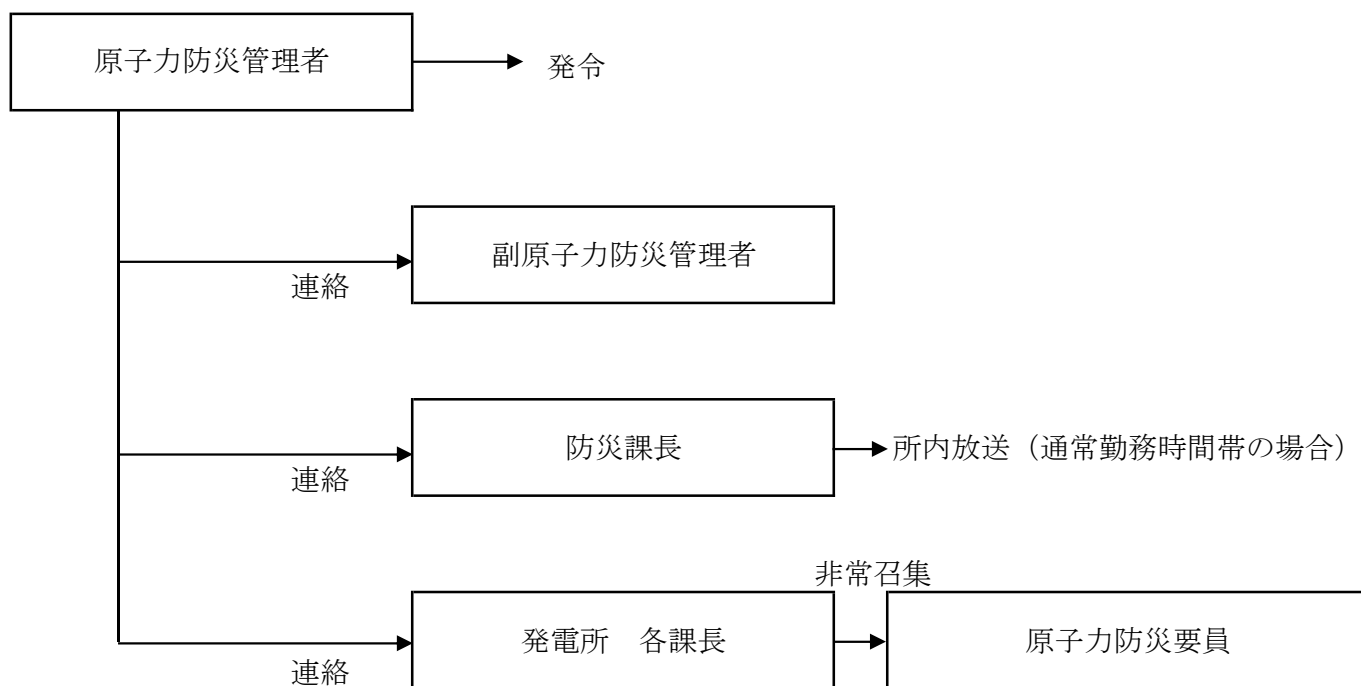 原子力防災管理者
発令
副原子力防災管理者
連絡
防災課長
所内放送（通常勤務時間帯の場合）
連絡
非常召集
発電所　各課長
原子力防災要員
連絡